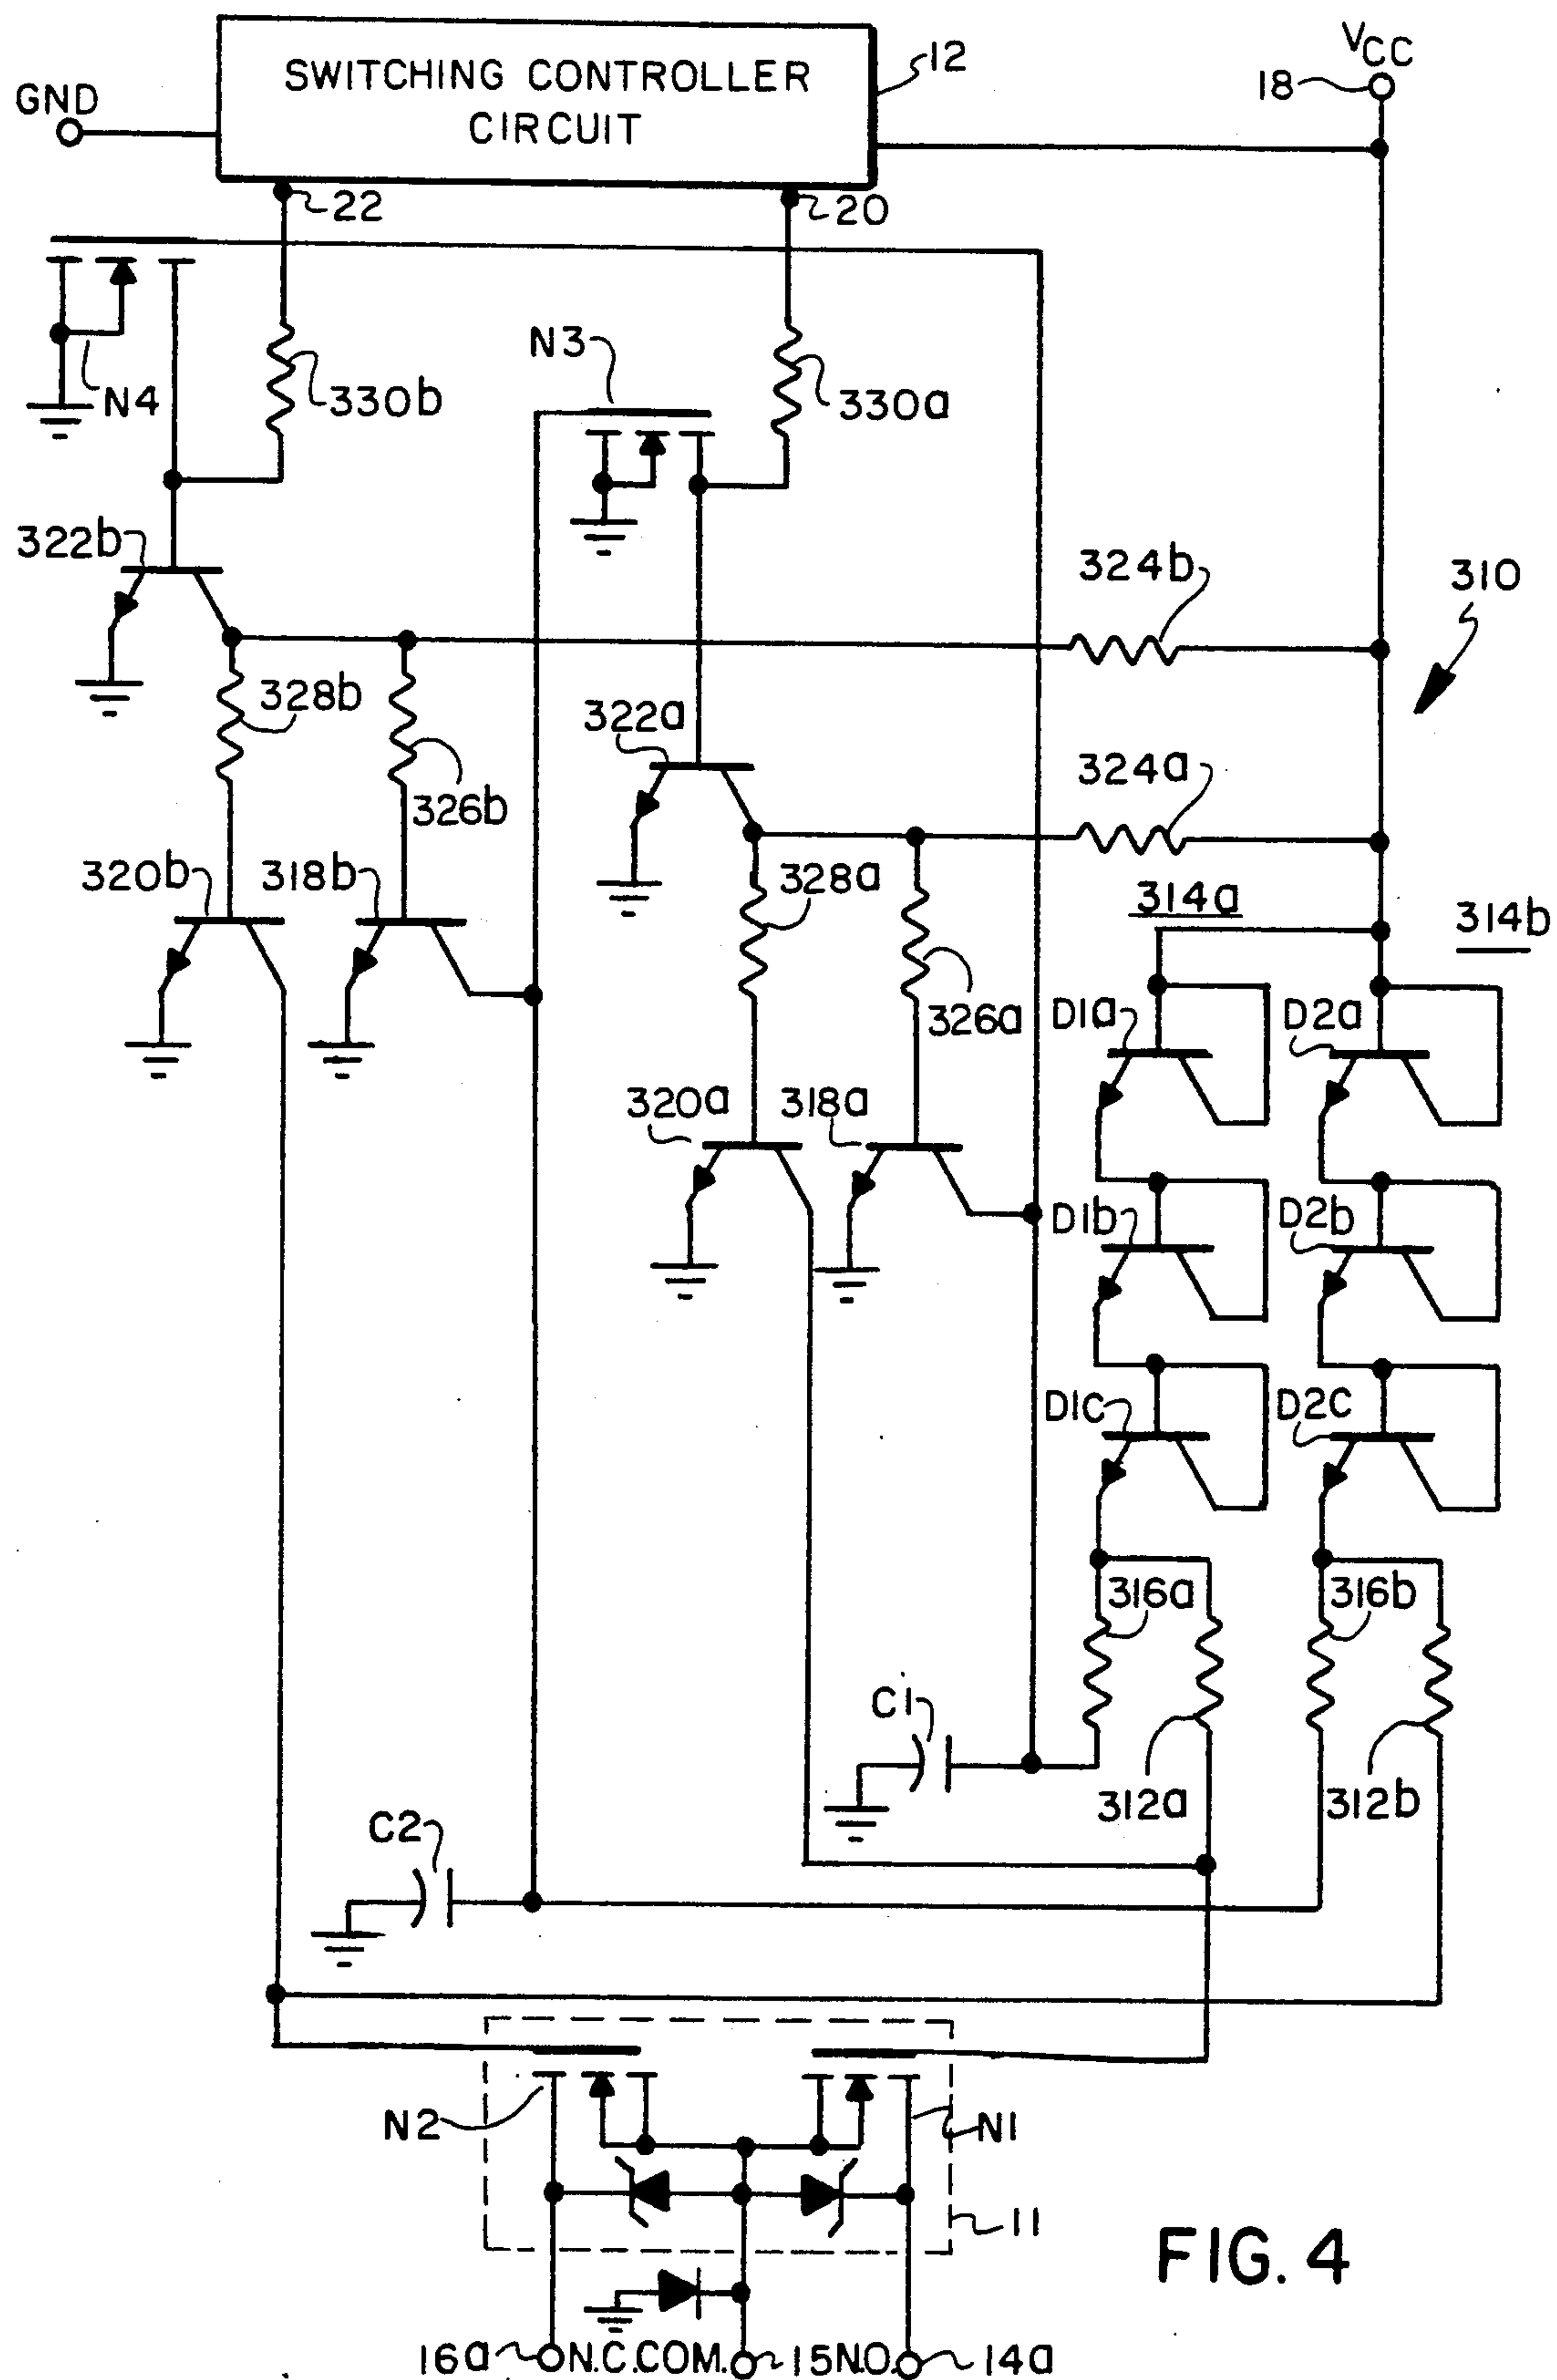 SWITCHING CONTROLLER
CIRCUIT
12
VCC
18
GND
22
20
N4
330b
N3
330a
322b
324b
310
328b
322a
326b
324a
320b
318b
328a
314a
314b
326a
D1a
D2a
320a
318a
D1b
D2b
D1c
D2c
316a
316b
C1
312a
312b
C2
N2
N1
11
FIG. 4
16a N.C. COM. 15 N.O. 14a